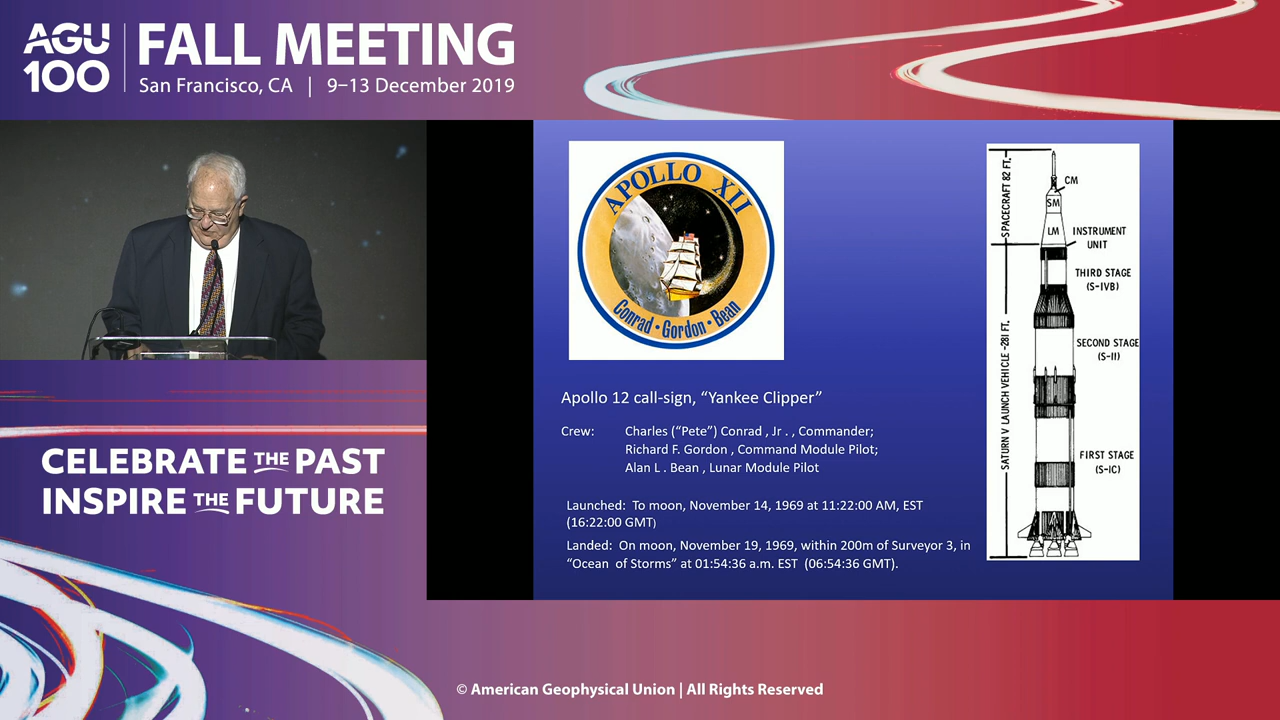 AGU
100
FALL MEETING
San Francisco, CA | 9–13 December 2019
APOLLO XII
Conrad • Gordon • Bean
Apollo 12 call-sign, “Yankee Clipper”
Crew: Charles (“Pete”) Conrad , Jr . , Commander;
Richard F. Gordon , Command Module Pilot;
Alan L . Bean , Lunar Module Pilot
Launched: To moon, November 14, 1969 at 11:22:00 AM, EST
(16:22:00 GMT)
Landed: On moon, November 19, 1969, within 200m of Surveyor 3, in
“Ocean of Storms” at 01:54:36 a.m. EST (06:54:36 GMT).
SPACECRAFT 82 FT.
SATURN V LAUNCH VEHICLE -281 FT.
CM
SM
LM
INSTRUMENT
UNIT
THIRD STAGE
(S-IVB)
SECOND STAGE
(S-II)
FIRST STAGE
(S-IC)
CELEBRATE THE PAST
INSPIRE THE FUTURE
© American Geophysical Union | All Rights Reserved